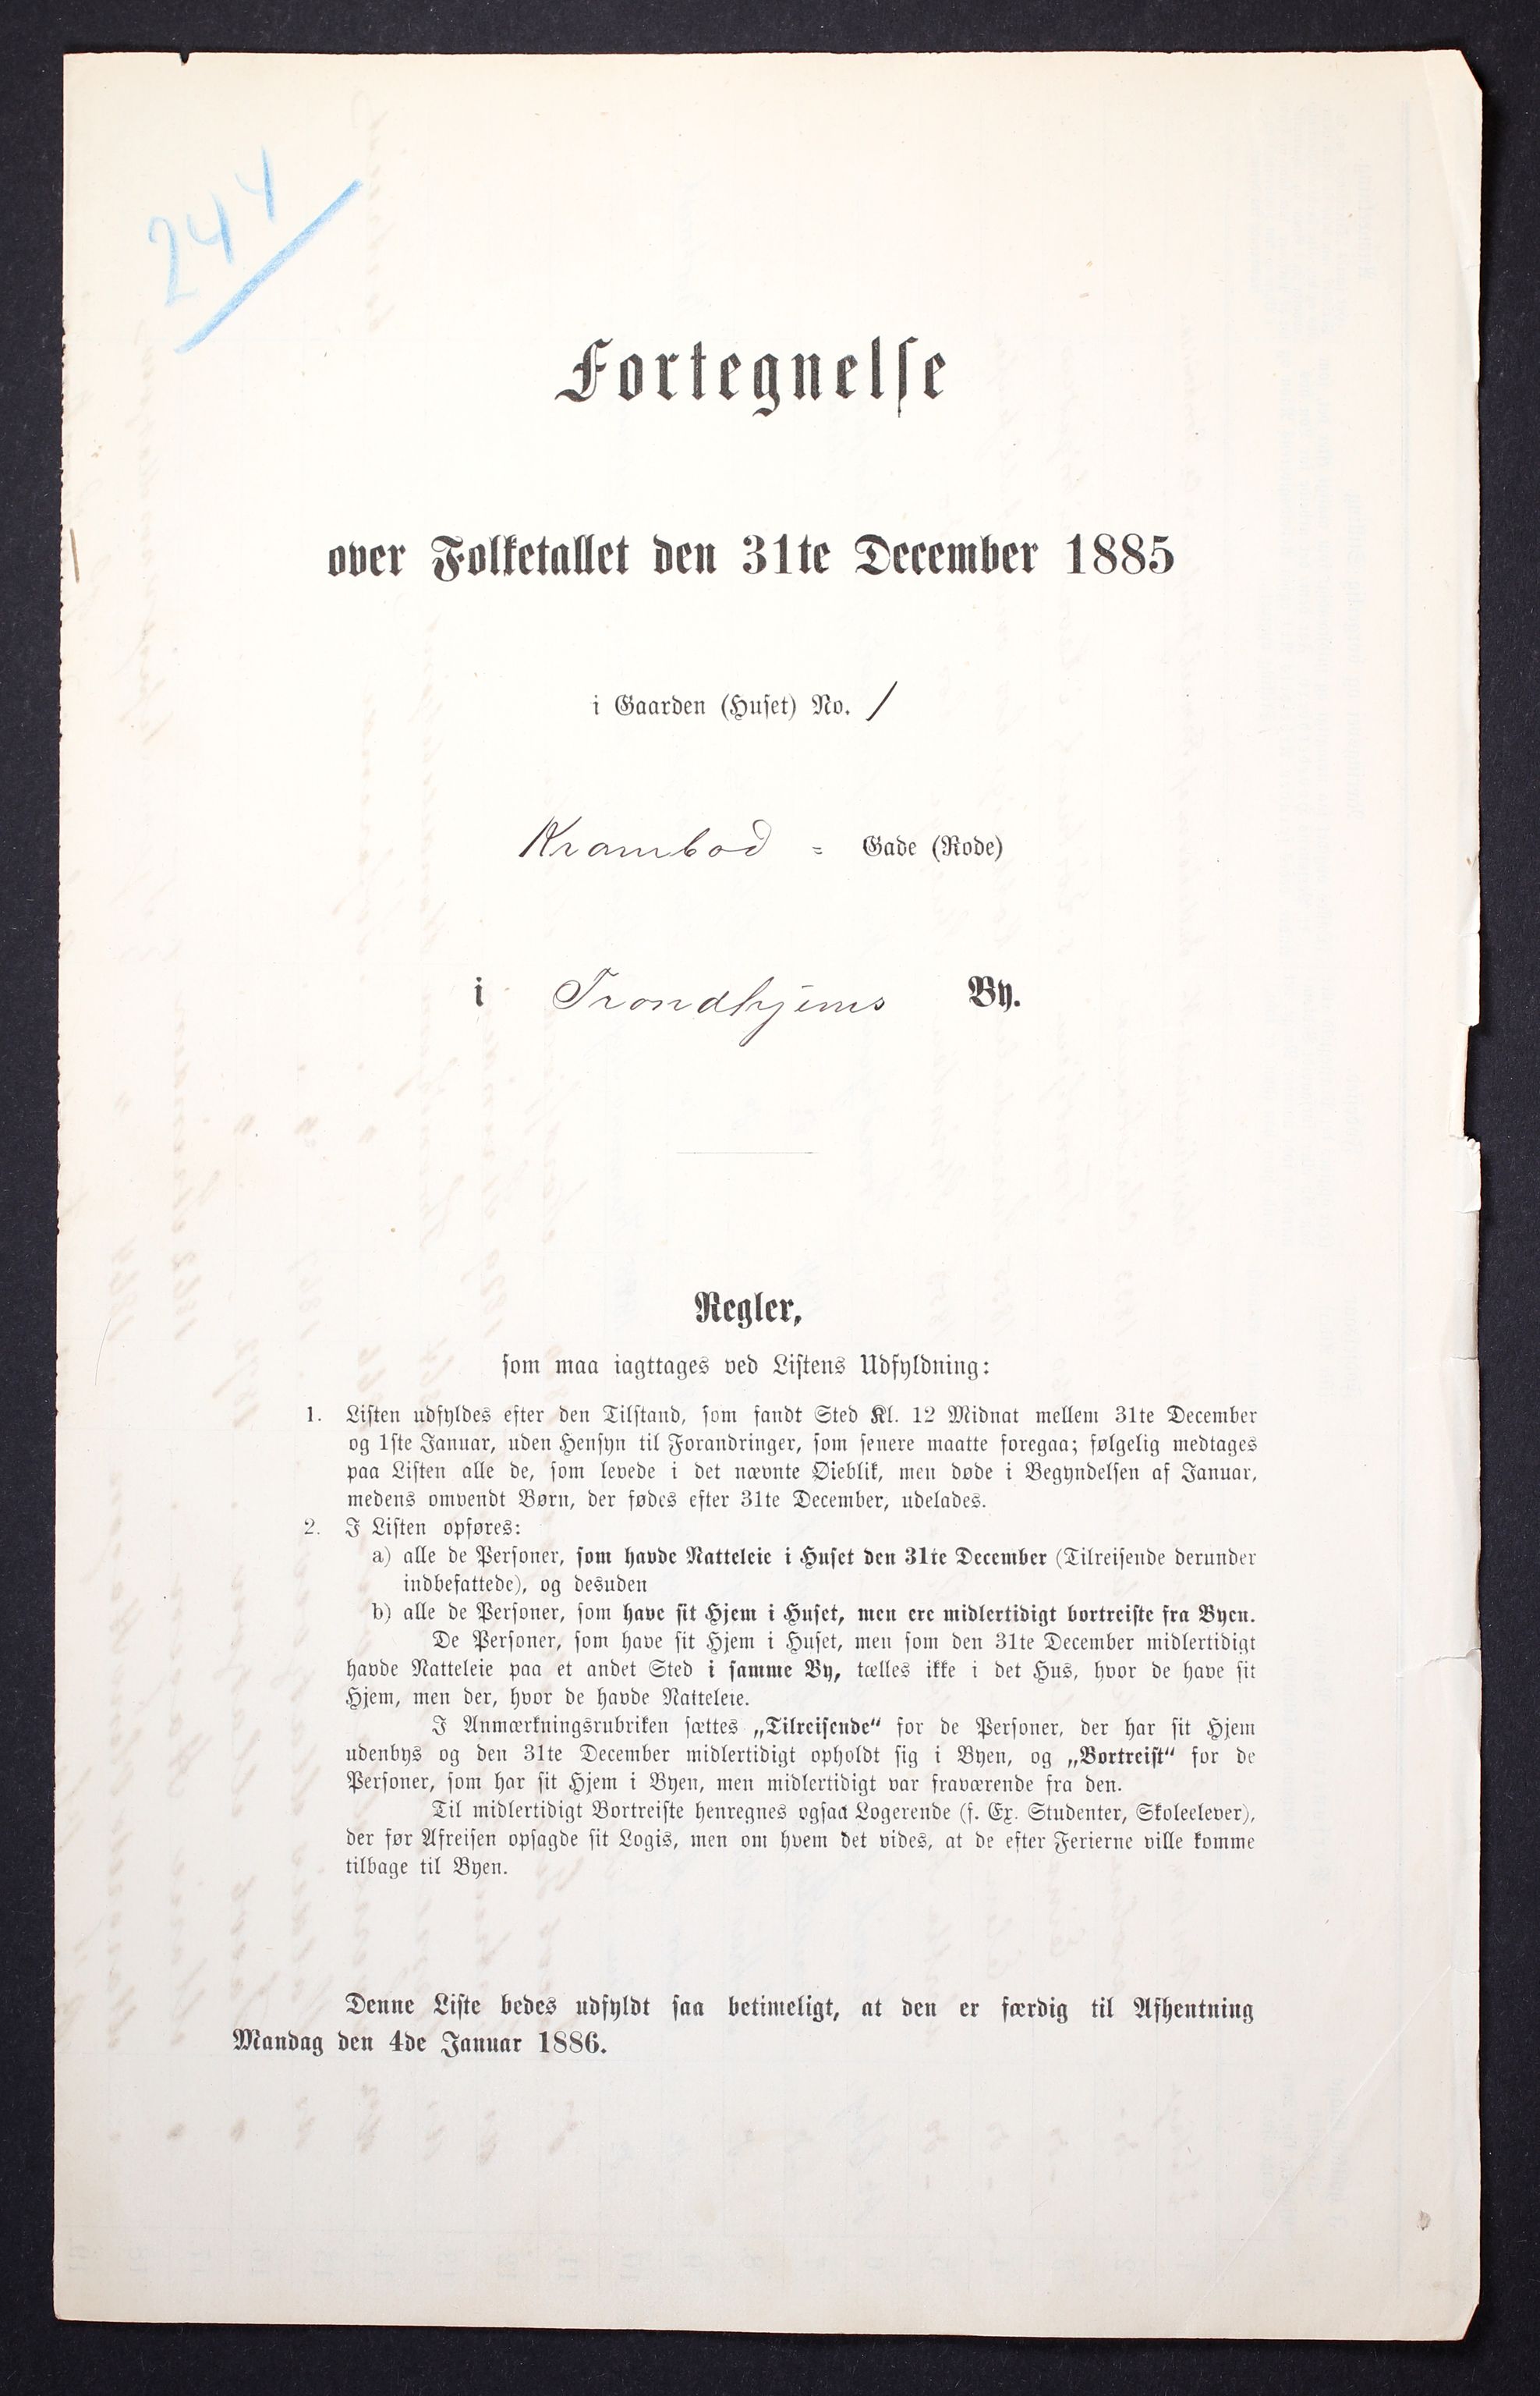 244
Fortegnelse
over Folketallet den 31te December 1885
i Gaarden (Huset) No. 1
Krambod = Gade (Rode)
i Trondhjems By.
Regler,
som maa iagttages ved Listens Udfyldning:
1. Listen udfyldes efter den Tilstand, som fandt Sted Kl. 12 Midnat mellem 31te December
og 1ste Januar, uden Hensyn til Forandringer, som senere maatte foregaa; følgelig medtages
paa Listen alle de, som levede i det nævnte Øieblik, men døde i Begyndelsen af Januar,
medens omvendt Børn, der fødes efter 31te December, udelades.
2. I Listen opføres:
a) alle de Personer, som havde Natteleie i Huset den 31te December (Tilreisende derunder
indbefattede), og desuden
b) alle de Personer, som have sit Hjem i Huset, men ere midlertidigt bortreiste fra Byen.
De Personer, som have sit Hjem i Huset, men som den 31te December midlertidigt
havde Natteleie paa et andet Sted i samme By, tælles ikke i det Hus, hvor de have sit
Hjem, men der, hvor de havde Natteleie.
I Anmærkningsrubriken sættes „Tilreisende“ for de Personer, der har sit Hjem
udenbys og den 31te December midlertidigt opholdt sig i Byen, og „Bortreist“ for de
Personer, som har sit Hjem i Byen, men midlertidigt var fraværende fra den.
Til midlertidigt Bortreiste henregnes ogsaa Logerende (f. Ex. Studenter, Skoleelever),
der før Afreisen opsagde sit Logis, men om hvem det vides, at de efter Ferierne ville komme
tilbage til Byen.
Denne Liste bedes udfyldt saa betimeligt, at den er færdig til Afhentning
Mandag den 4de Januar 1886.